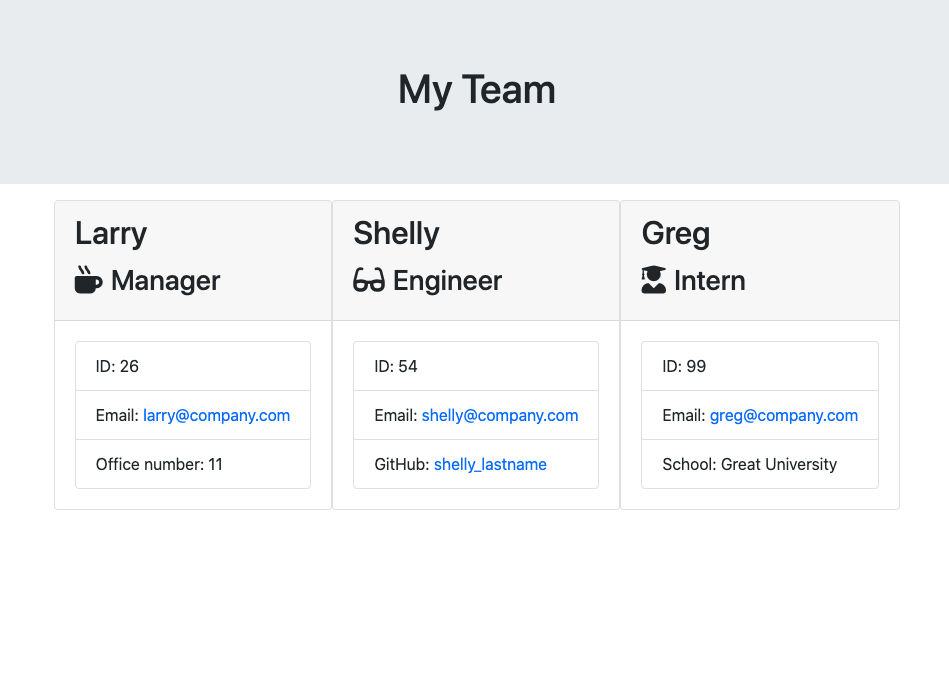 My Team
Larry
Manager
ID: 26
Email: larry@company.com
Office number: 11
Shelly
Engineer
ID: 54
Email: shelly@company.com
GitHub: shelly_lastname
Greg
Intern
ID: 99
Email: greg@company.com
School: Great University